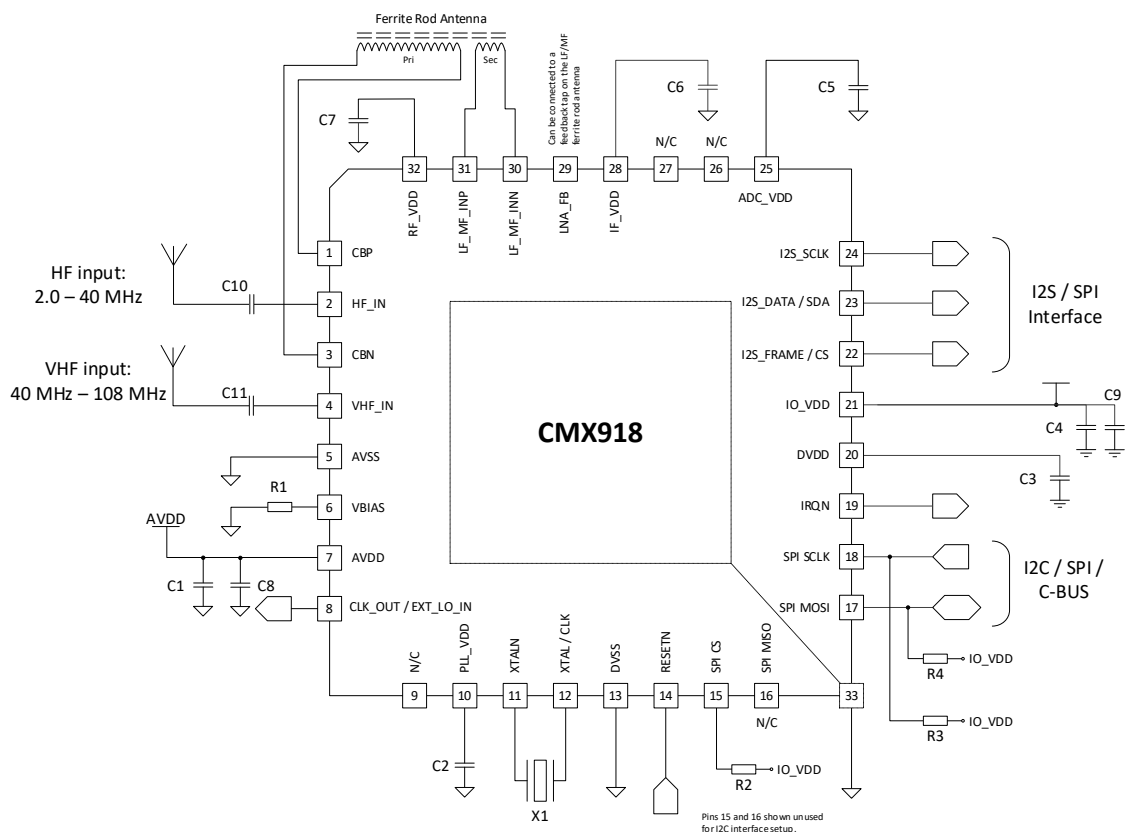 Ferrite Rod Antenna
Pri
Sec
C7
Can be connected to a
feedback tap on the LF/MF
ferrite rod antenna
C6
C5
N/C
N/C
32
31
30
29
28
27
26
25
RF_VDD
LF_MF_INP
LF_MF_INN
LNA_FB
IF_VDD
ADC_VDD
HF input:
2.0 – 40 MHz
C10
VHF input:
40 MHz – 108 MHz
C11
1
CBP
2
HF_IN
3
CBN
4
VHF_IN
5
AVSS
R1
6
VBIAS
AVDD
7
AVDD
C1
C8
8
CLK_OUT / EXT_LO_IN
CMX918
I2S_SCLK
24
I2S_DATA / SDA
23
I2S_FRAME / CS
22
I2S / SPI
Interface
IO_VDD
21
C4
C9
DVDD
20
C3
IRQN
19
SPI SCLK
18
SPI MOSI
17
I2C / SPI /
C-BUS
R4
IO_VDD
R3
IO_VDD
N/C
PLL_VDD
XTALN
XTAL / CLK
DVSS
RESETN
SPI CS
SPI MISO
9
10
11
12
13
14
15
16
33
N/C
C2
X1
R2
IO_VDD
Pins 15 and 16 shown unused
for I2C interface setup.